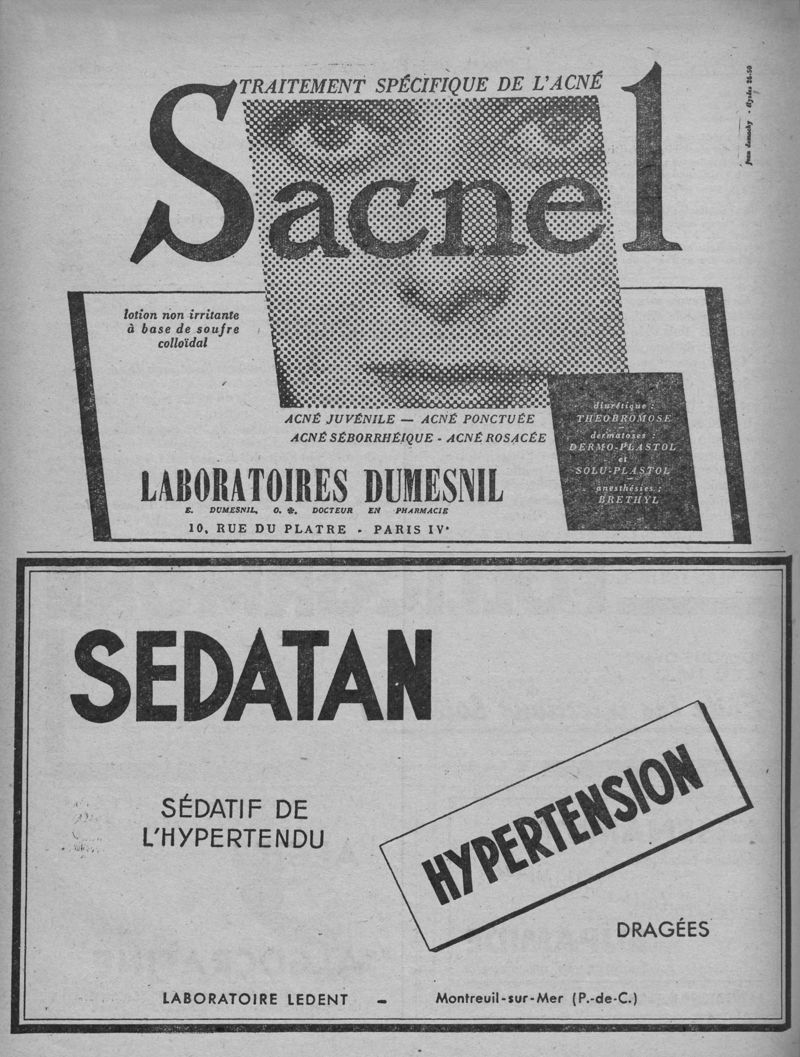 TRAITEMENT SPÉCIFIQUE DE L'ACNÉ
Sacnel
lotion non irritante
à base de soufre
colloïdal
ACNÉ JUVÉNILE — ACNÉ PONCTUÉE
ACNÉ SÉBORRHÉIQUE - ACNÉ ROSACÉE
diurétique :
THEOBROMOSE
dermatoses :
DERMO-PLASTOL
et
SOLU-PLASTOL
anesthésies :
BRETHYL
LABORATOIRES DUMESNIL
E. DUMESNIL, O. DOCTEUR EN PHARMACIE
10, RUE DU PLATRE - PARIS IVe
SEDATAN
SÉDATIF DE
L'HYPERTENDU
HYPERTENSION
DRAGÉES
LABORATOIRE LEDENT — Montreuil-sur-Mer (P.-de-C.)